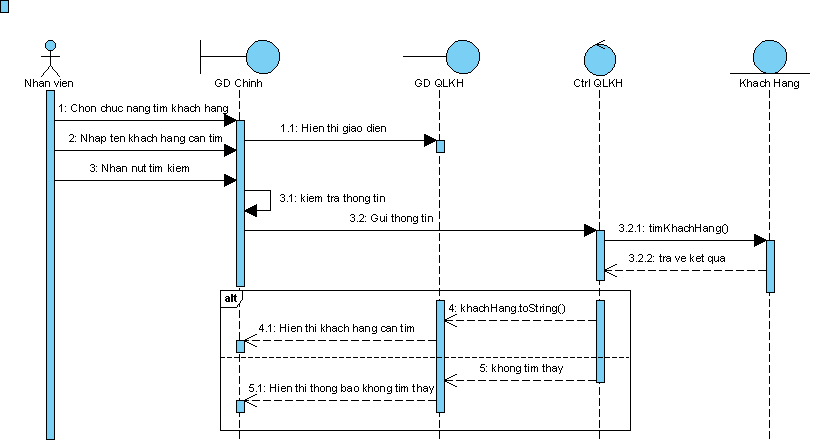 Nhan vien
GD Chinh
GD QLKH
Ctrl QLKH
Khach Hang
1: Chon chuc nang tim khach hang
1.1: Hien thi giao dien
2: Nhap ten khach hang can tim
3: Nhan nut tim kiem
3.1: kiem tra thong tin
3.2: Gui thong tin
3.2.1: timKhachHang()
3.2.2: tra ve ket qua
alt
4: khachHang.toString()
4.1: Hien thi khach hang can tim
5: khong tim thay
5.1: Hien thi thong bao khong tim thay